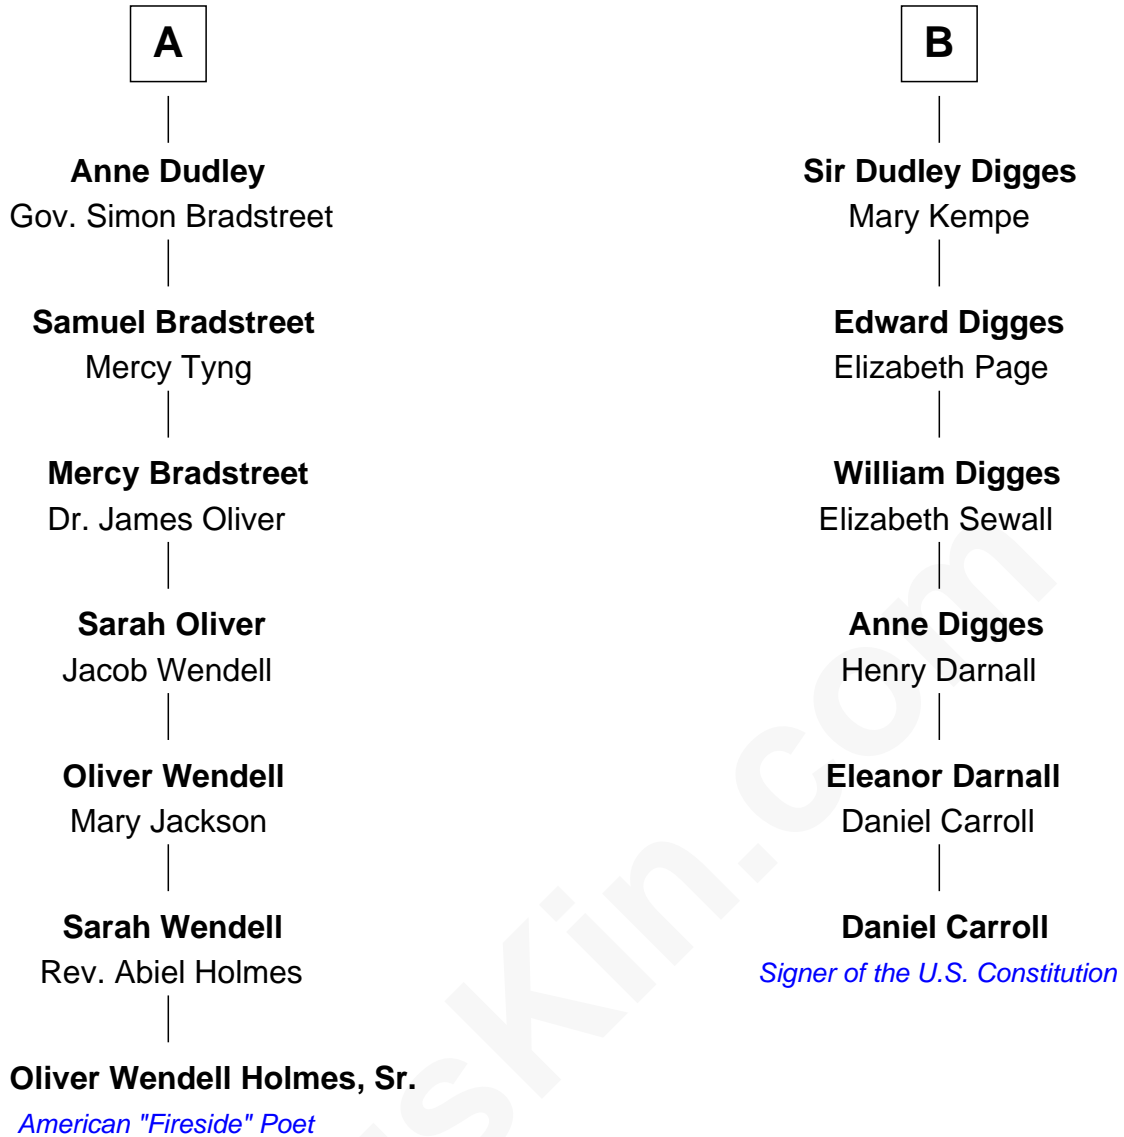 A
Anne Dudley
Gov. Simon Bradstreet
Samuel Bradstreet
Mercy Tyng
Mercy Bradstreet
Dr. James Oliver
Sarah Oliver
Jacob Wendell
Oliver Wendell
Mary Jackson
Sarah Wendell
Rev. Abiel Holmes
Oliver Wendell Holmes, Sr.
American "Fireside" Poet
B
Sir Dudley Digges
Mary Kempe
Edward Digges
Elizabeth Page
William Digges
Elizabeth Sewall
Anne Digges
Henry Darnall
Eleanor Darnall
Daniel Carroll
Daniel Carroll
Signer of the U.S. Constitution
sKin.com